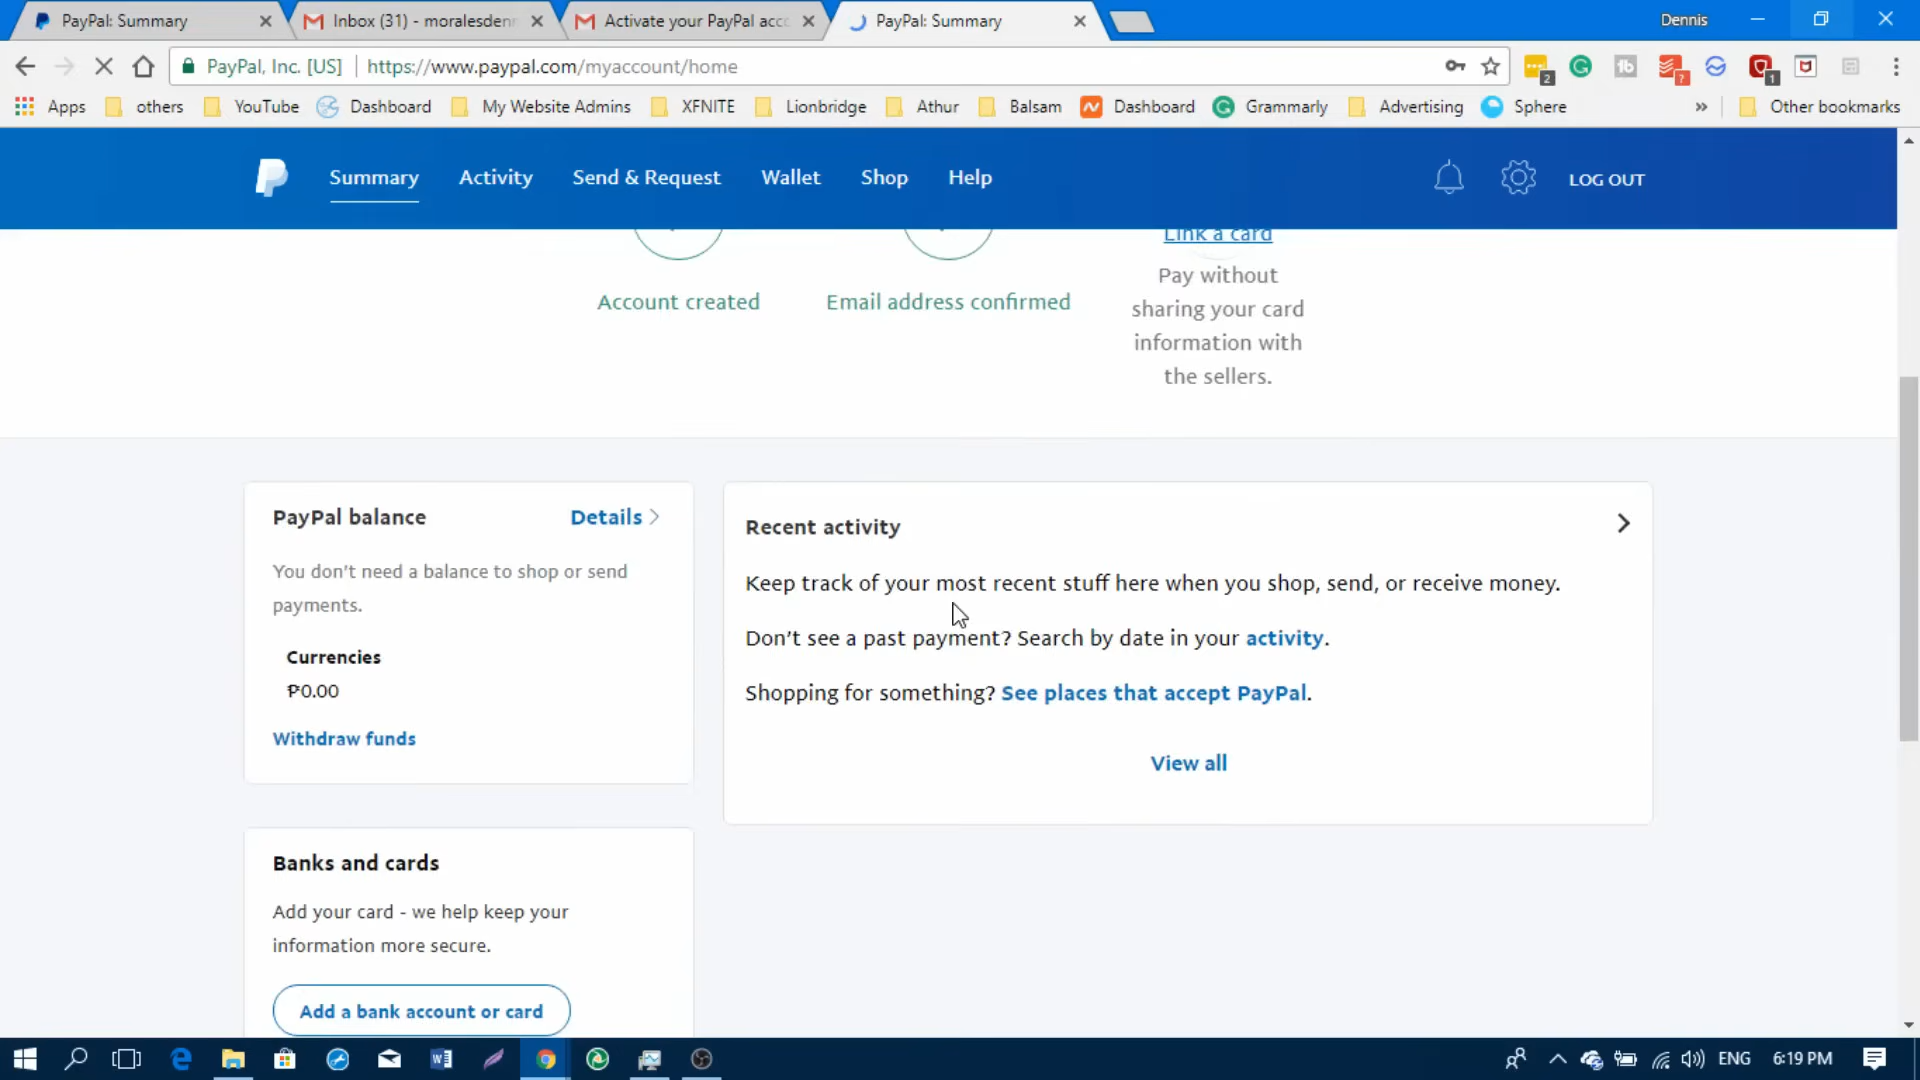 PayPal: Summary
Inbox (31) - moralesdenn
Activate your PayPal acco
PayPal: Summary
Dennis
PayPal, Inc. [US]
https://www.paypal.com/myaccount/home
2
?
1
Apps
others
YouTube
Dashboard
My Website Admins
XFNITE
Lionbridge
Athur
Balsam
Dashboard
Grammarly
Advertising
Sphere
»
Other bookmarks
Summary
Activity
Send & Request
Wallet
Shop
Help
LOG OUT
Account created
Email address confirmed
Link a card
Pay without
sharing your card
information with
the sellers.
PayPal balance
Details
You don't need a balance to shop or send
payments.
Currencies
₱0.00
Withdraw funds
Recent activity
Keep track of your most recent stuff here when you shop, send, or receive money.
Don't see a past payment? Search by date in your activity.
Shopping for something? See places that accept PayPal.
View all
Banks and cards
Add your card - we help keep your
information more secure.
Add a bank account or card
ENG
6:19 PM